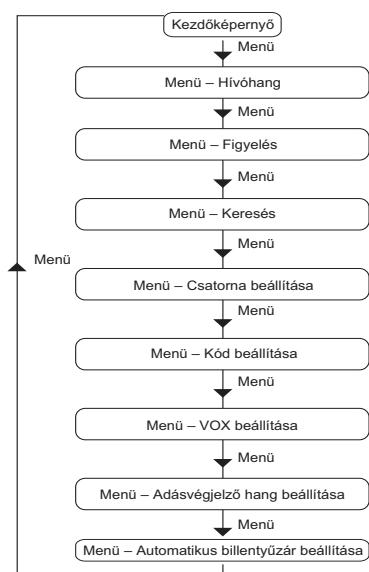 Kezdőképernyő
Menü
Menü – Hívóhang
Menü
Menü – Figyelés
Menü
Menü – Keresés
Menü
Menü
Menü – Csatorna beállítása
Menü
Menü – Kód beállítása
Menü
Menü – VOX beállítása
Menü
Menü – Adásvégjelző hang beállítása
Menü
Menü – Automatikus billentyűzár beállítása